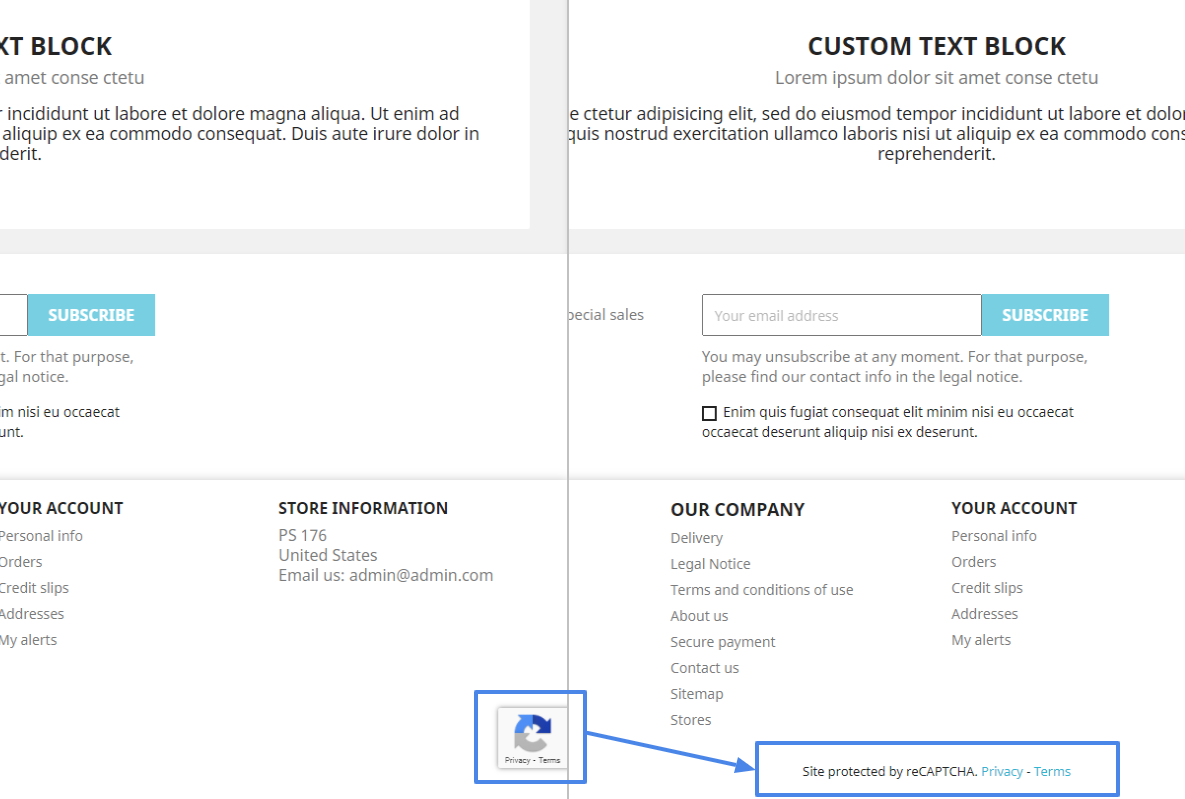 XT BLOCK
amet conse ctetu
r incididunt ut labore et dolore magna aliqua. Ut enim ad
aliquip ex ea commodo consequat. Duis aute irure dolor in
derit.
SUBSCRIBE
t. For that purpose,
gal notice.
im nisi eu occaecat
unt.
YOUR ACCOUNT
Personal info
Orders
Credit slips
Addresses
My alerts
STORE INFORMATION
PS 176
United States
Email us: admin@admin.com
Privacy - Terms
CUSTOM TEXT BLOCK
Lorem ipsum dolor sit amet conse ctetu
e ctetur adipisicing elit, sed do eiusmod tempor incididunt ut labore et dolor
quis nostrud exercitation ullamco laboris nisi ut aliquip ex ea commodo cons
reprehenderit.
pecial sales
Your email address
SUBSCRIBE
You may unsubscribe at any moment. For that purpose,
please find our contact info in the legal notice.
Enim quis fugiat consequat elit minim nisi eu occaecat
occaecat deserunt aliquip nisi ex deserunt.
OUR COMPANY
Delivery
Legal Notice
Terms and conditions of use
About us
Secure payment
Contact us
Sitemap
Stores
YOUR ACCOUNT
Personal info
Orders
Credit slips
Addresses
My alerts
Site protected by reCAPTCHA. Privacy - Terms